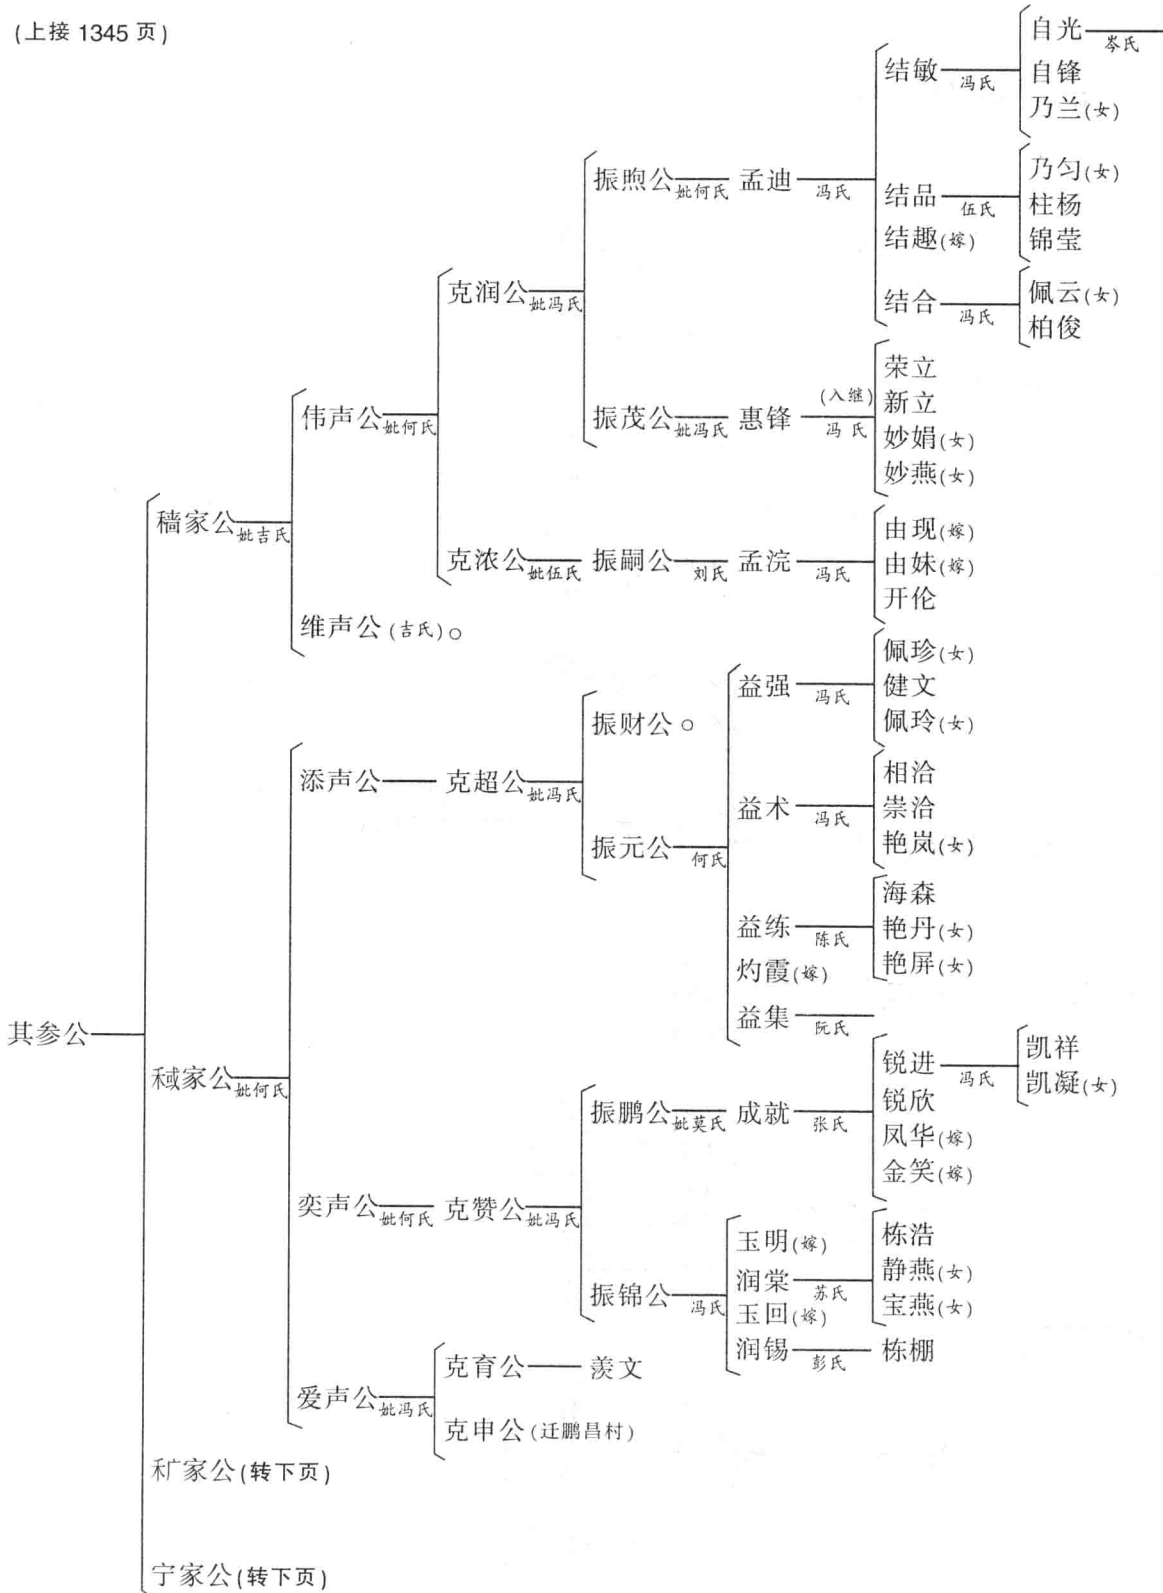 (上接 1345 页)
自光 岑氏
结敏 冯氏
自锋
乃兰(女)
乃匀(女)
振煦公 妣何氏 孟迪 冯氏
结品 伍氏
柱杨
结趣(嫁)
锦莹
克润公 妣冯氏
佩云(女)
结合 冯氏
柏俊
荣立
(入继)
新立
伟声公 妣何氏
振茂公 妣冯氏 惠锋 冯氏
妙娟(女)
妙燕(女)
穑家公 妣吉氏
由现(嫁)
克浓公 妣伍氏 振嗣公 刘氏 孟浣 冯氏
由妹(嫁)
开伦
维声公(吉氏)○
佩珍(女)
益强 冯氏
健文
振财公○
佩玲(女)
相洽
添声公 克超公 妣冯氏
益术 冯氏
崇洽
振元公 何氏
艳岚(女)
海森
益练 陈氏
艳丹(女)
灼霞(嫁)
艳屏(女)
益集 阮氏
其参公
凯祥
锐进 冯氏
稢家公 妣何氏
凯凝(女)
锐欣
振鹏公 妣莫氏 成就 张氏
凤华(嫁)
金笑(嫁)
奕声公 妣何氏 克赞公 妣冯氏
玉明(嫁)
栋浩
润棠 苏氏
静燕(女)
振锦公 冯氏
玉回(嫁)
宝燕(女)
润锡 彭氏 栋棚
克育公 羡文
爱声公 妣冯氏
克申公(迁鹏昌村)
家公(转下页)
宁家公(转下页)